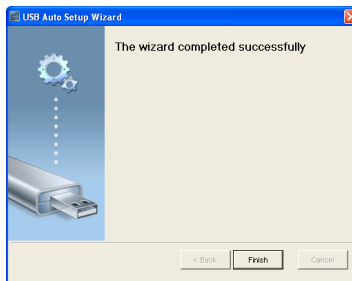 USB Auto Setup Wizard
The wizard completed successfully
< Back
Finish
Cancel